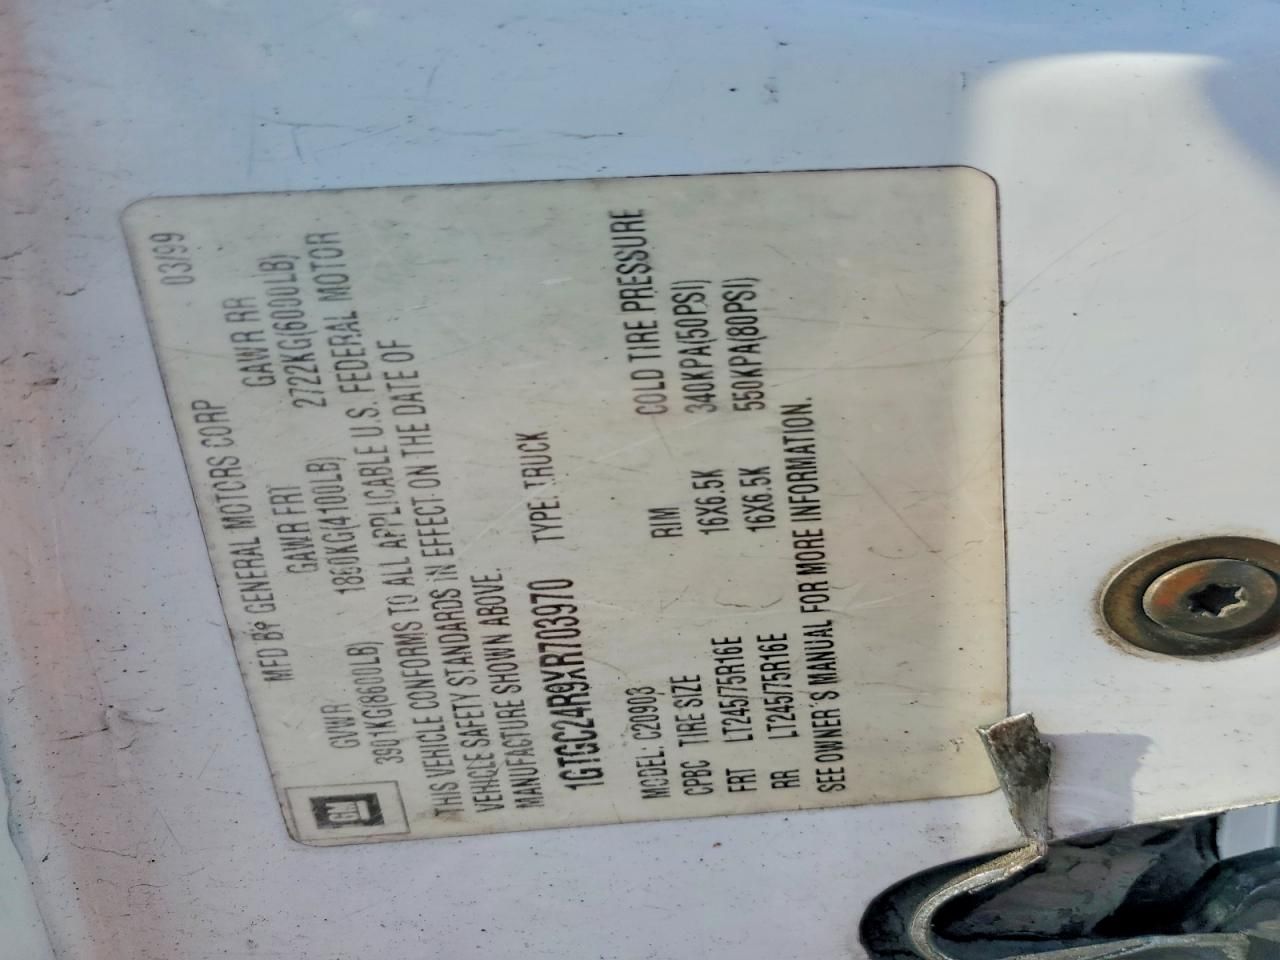 GM
MFD BY GENERAL MOTORS CORP 03/99
GVWR GAWR FRT GAWR RR
3901KG(8600LB) 1860KG(4100LB) 2722KG(6000LB)
THIS VEHICLE CONFORMS TO ALL APPLICABLE U.S. FEDERAL MOTOR
VEHICLE SAFETY STANDARDS IN EFFECT ON THE DATE OF
MANUFACTURE SHOWN ABOVE.
1GTGC24R9XR703970 TYPE: TRUCK
MODEL: C20903
CPBC TIRE SIZE RIM COLD TIRE PRESSURE
FRT LT245/75R16E 16X6.5K 340KPA(50PSI)
RR LT245/75R16E 16X6.5K 550KPA(80PSI)
SEE OWNER'S MANUAL FOR MORE INFORMATION.